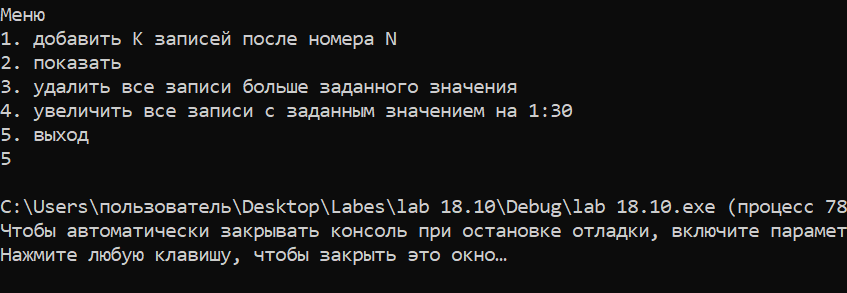 Меню
1. добавить K записей после номера N
2. показать
3. удалить все записи больше заданного значения
4. увеличить все записи с заданным значением на 1:30
5. выход
5
C:\Users\пользователь\Desktop\Labes\lab 18.10\Debug\lab 18.10.exe (процесс 78
Чтобы автоматически закрывать консоль при остановке отладки, включите парамет
Нажмите любую клавишу, чтобы закрыть это окно…